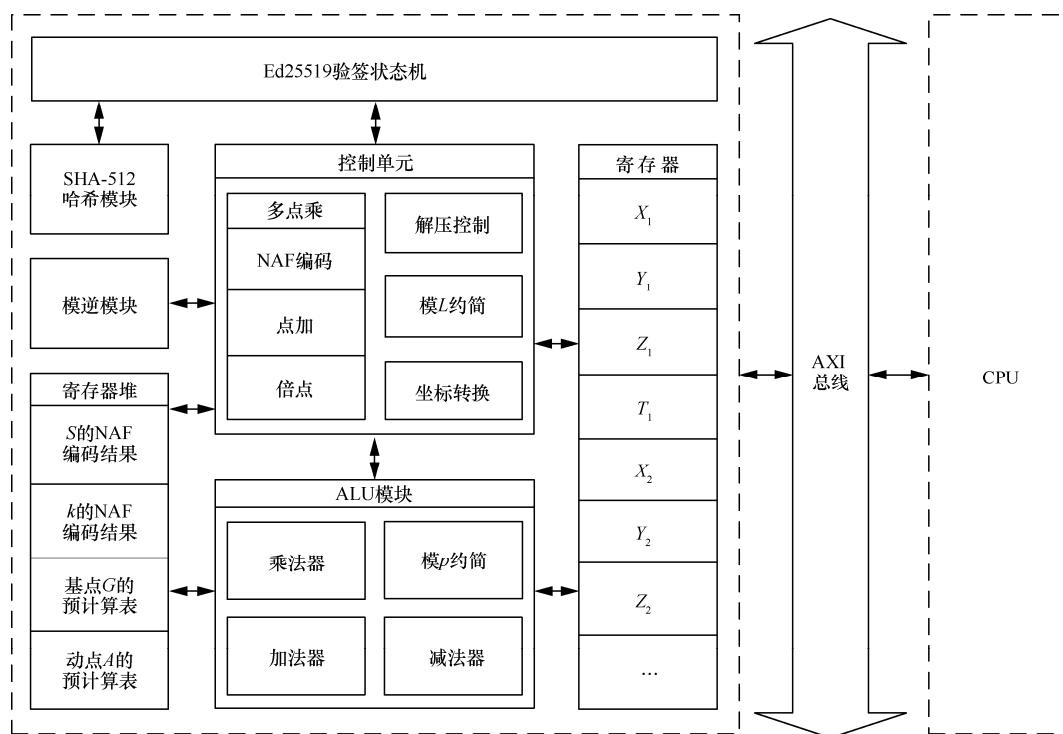 Ed25519验签状态机
SHA-512
哈希模块
模逆模块
寄存器堆
S的NAF
编码结果
k的NAF
编码结果
基点G的
预计算表
动点A的
预计算表
控制单元
多点乘
NAF编码
点加
倍点
解压控制
模L约简
坐标转换
ALU模块
乘法器
模p约简
加法器
减法器
寄存器
X₁
Y₁
Z₁
T₁
X₂
Y₂
Z₂
…
AXI
总线
CPU